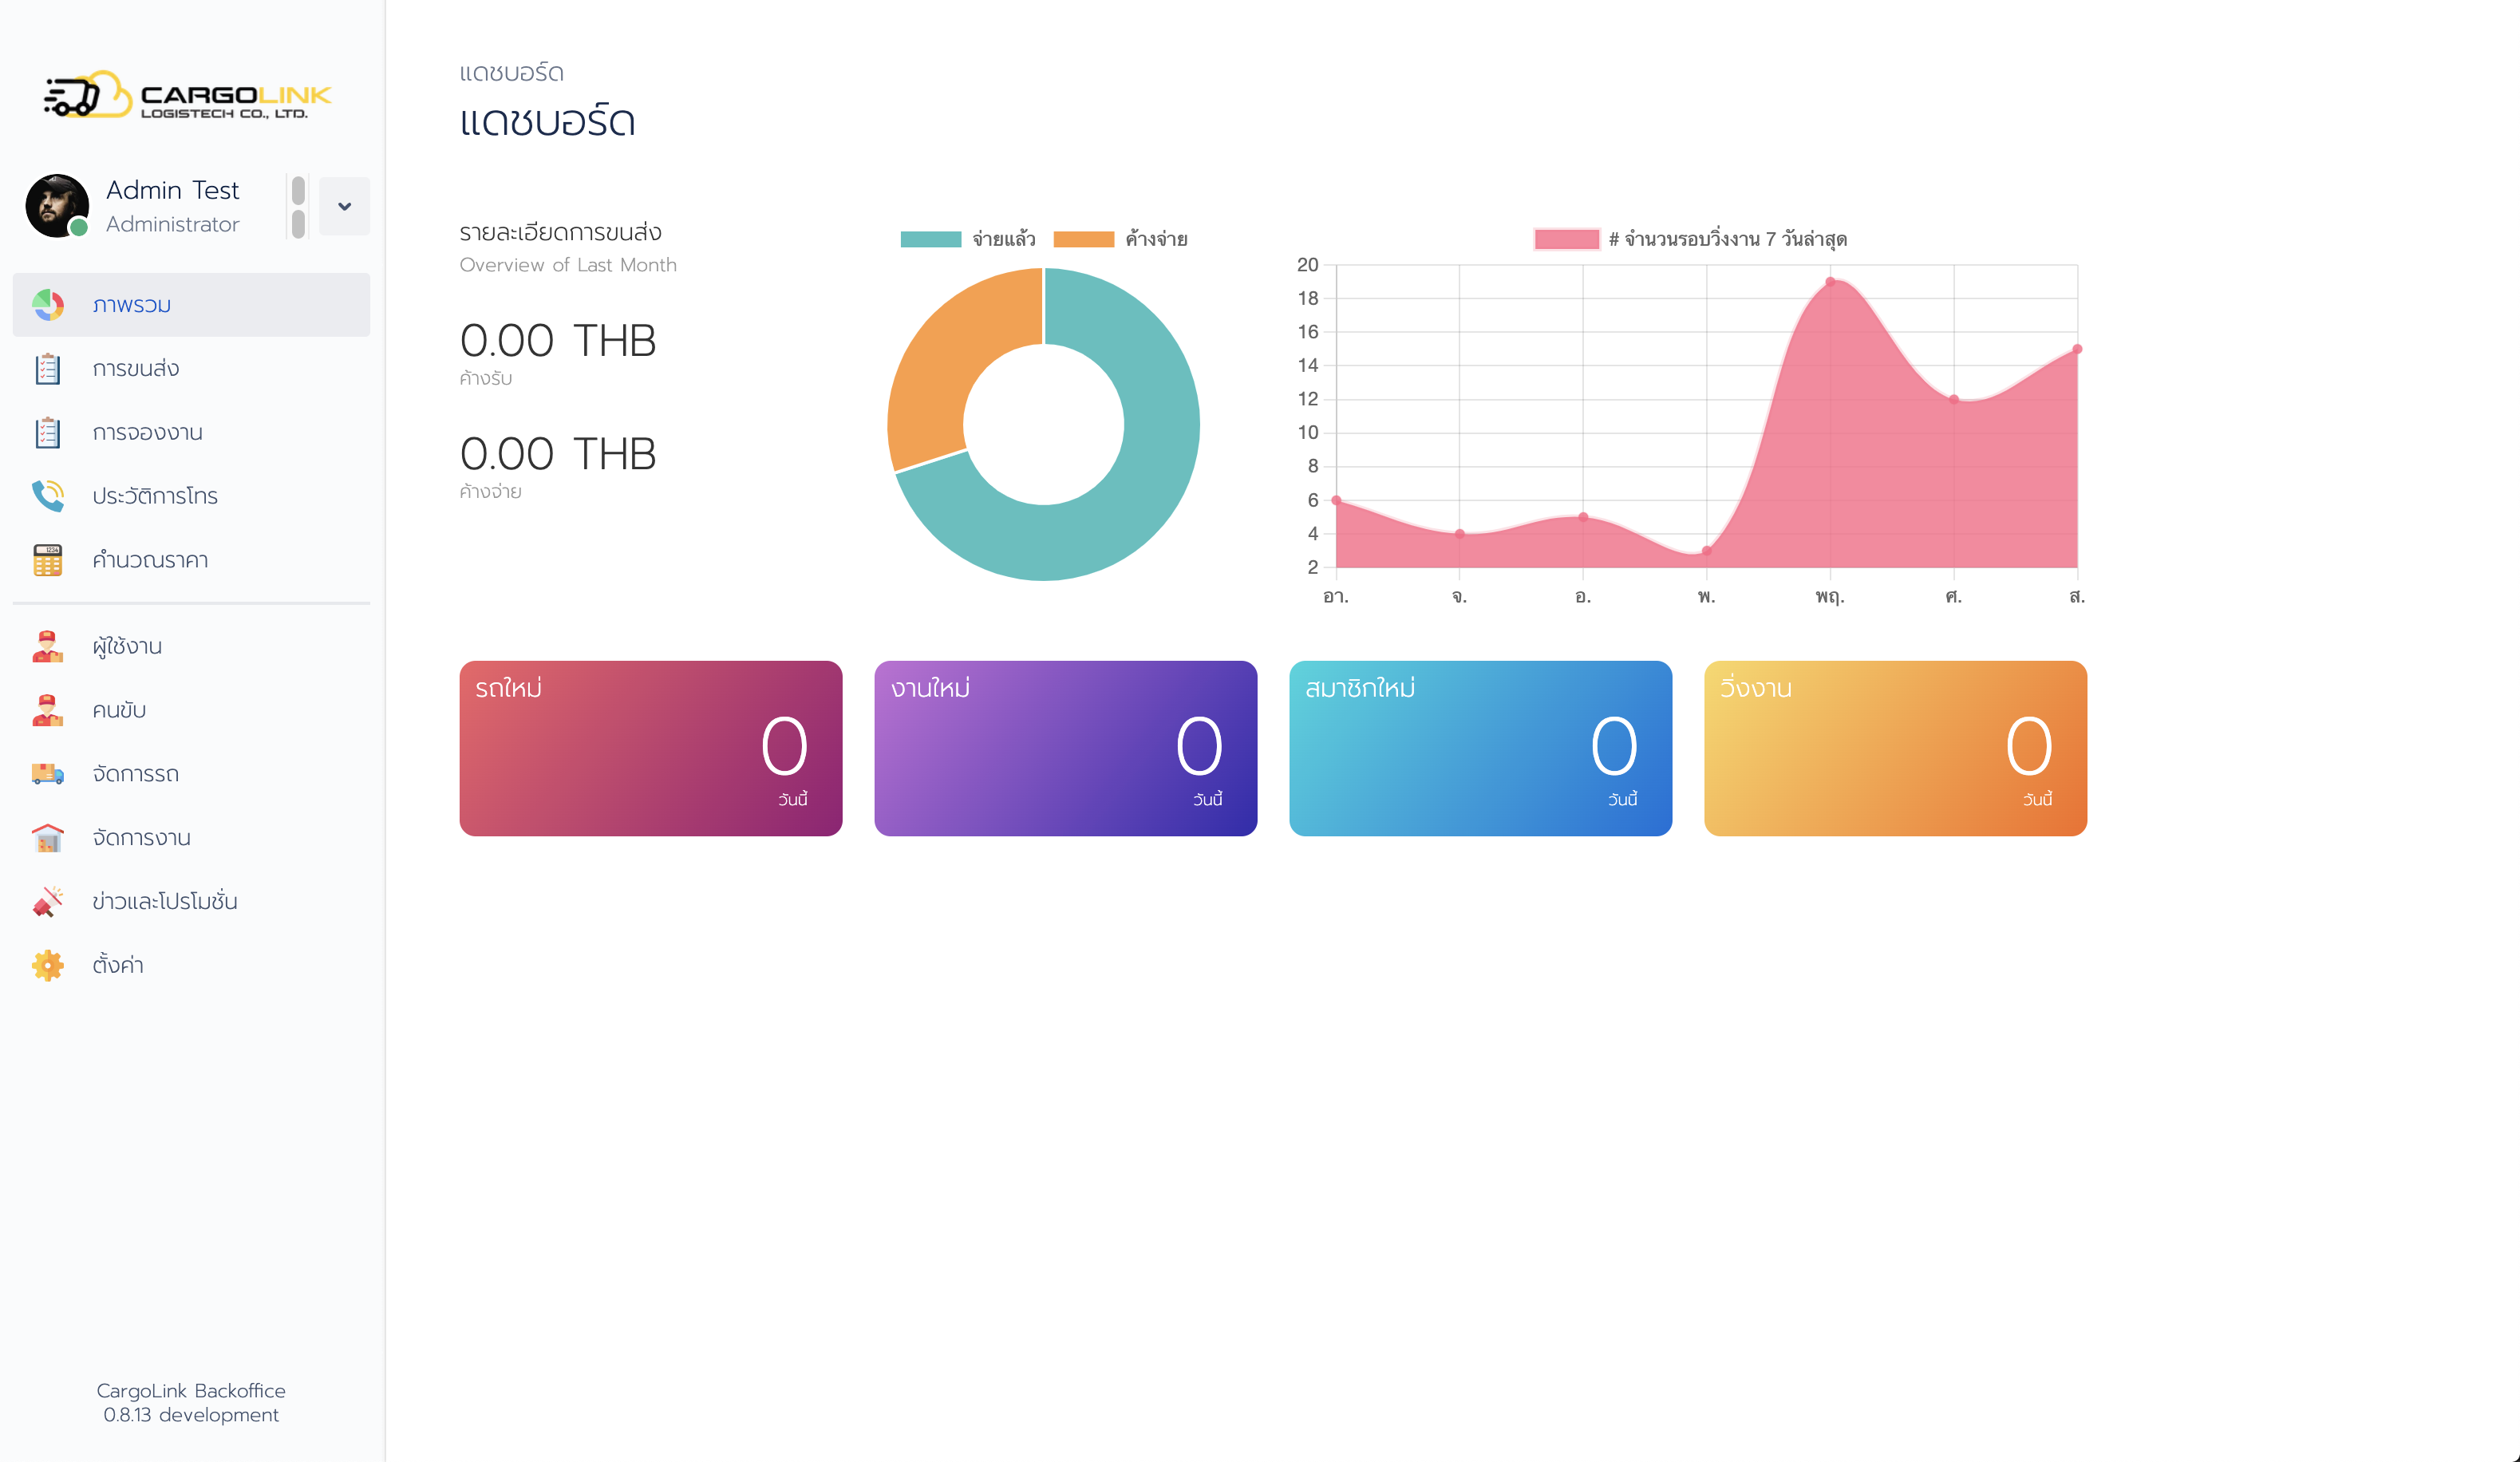 CARGOLINK
LOGISTECH CO., LTD.
Admin Test
Administrator
ภาพรวม
การขนส่ง
การจองงาน
ประวัติการโทร
1234
คำนวณราคา
ผู้ใช้งาน
คนขับ
จัดการรถ
จัดการงาน
ข่าวและโปรโมชั่น
ตั้งค่า
CargoLink Backoffice
0.8.13 development
แดชบอร์ด
แดชบอร์ด
รายละเอียดการขนส่ง
Overview of Last Month
0.00 THB
ค้างรับ
0.00 THB
ค้างจ่าย
จ่ายแล้ว ค้างจ่าย
# จำนวนรอบวิ่งงาน 7 วันล่าสุด
20
18
16
14
12
10
8
6
4
2
อา. จ. อ. พ. พฤ. ศ. ส.
รถใหม่
0
วันนี้
งานใหม่
0
วันนี้
สมาชิกใหม่
0
วันนี้
วิ่งงาน
0
วันนี้